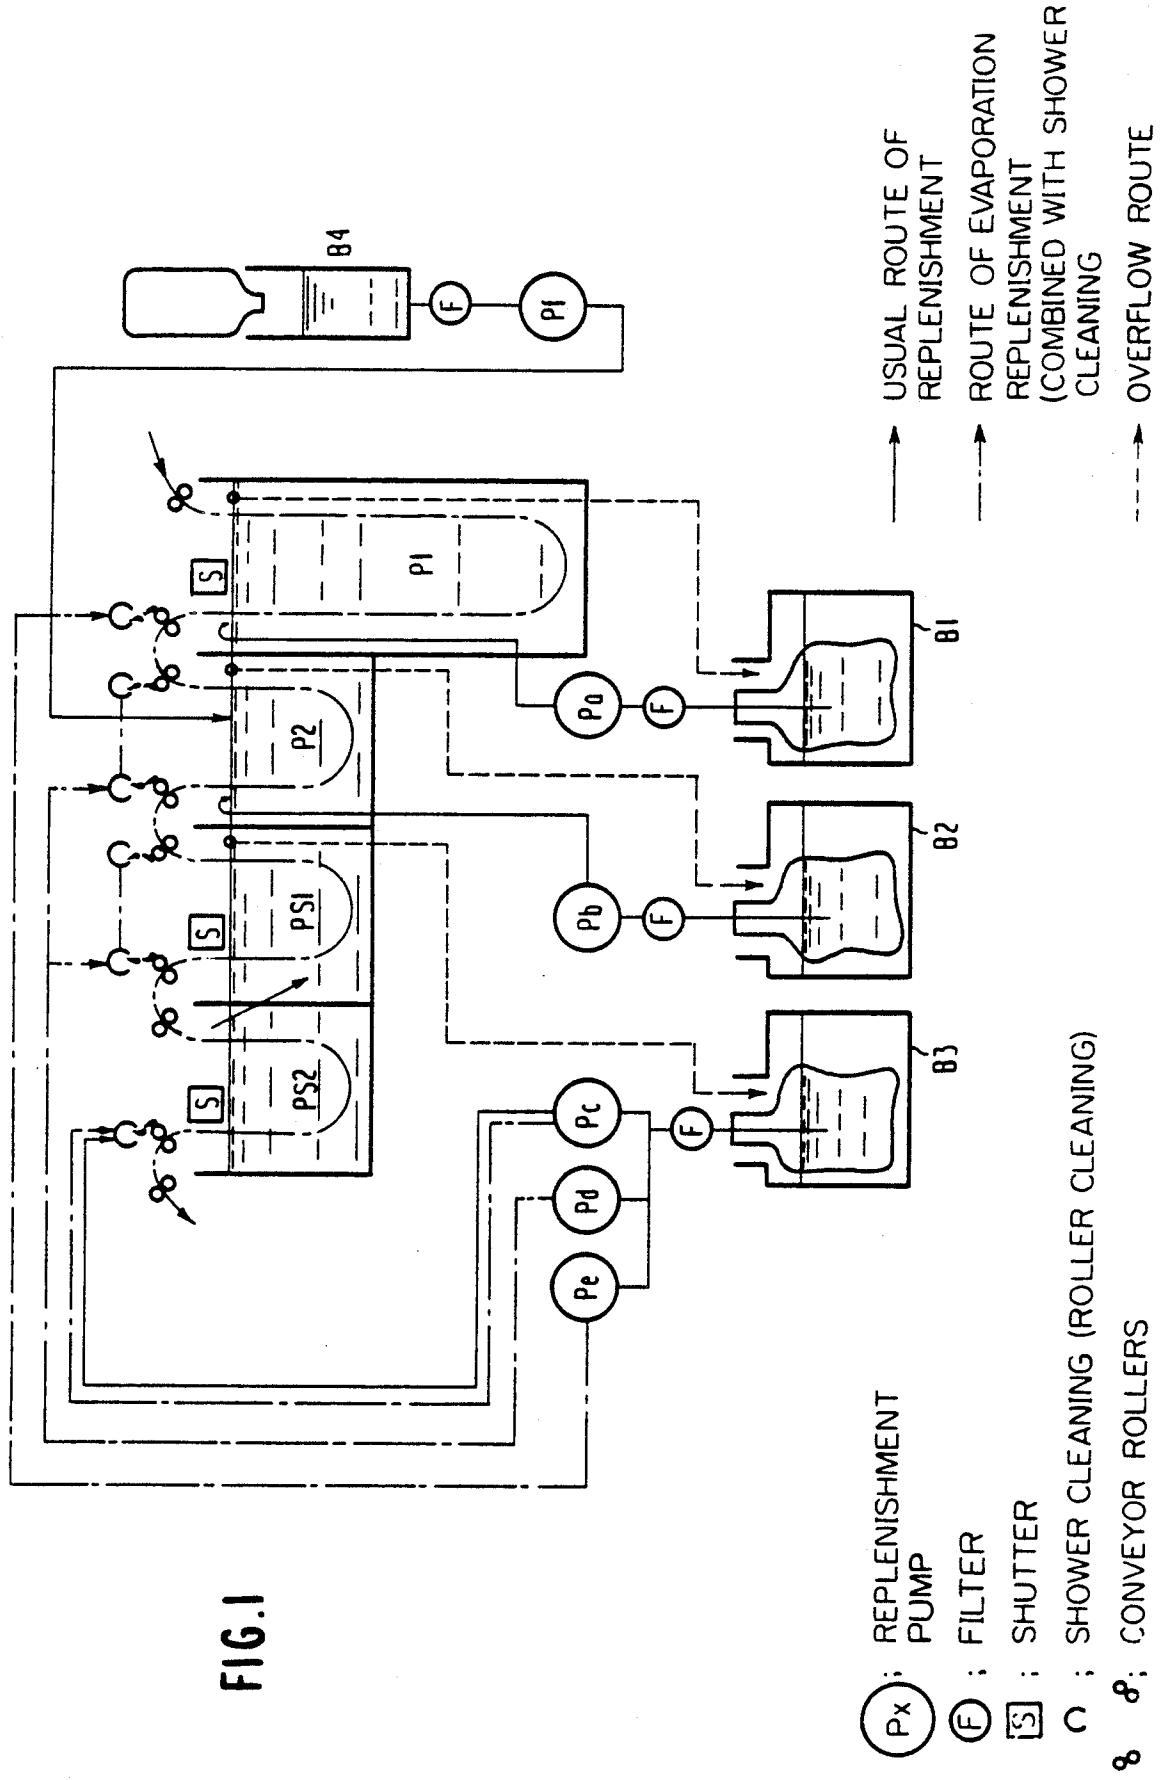 FIG.1
PS2
PS1
P2
P1
S
S
S
Pe
Pd
Pc
Pb
Pa
Pf
F
F
F
F
B3
B2
B1
B4
Px ; REPLENISHMENT
PUMP
F ; FILTER
S ; SHUTTER
C ; SHOWER CLEANING (ROLLER CLEANING)
; CONVEYOR ROLLERS
USUAL ROUTE OF
REPLENISHMENT
ROUTE OF EVAPORATION
REPLENISHMENT
(COMBINED WITH SHOWER
CLEANING
OVERFLOW ROUTE